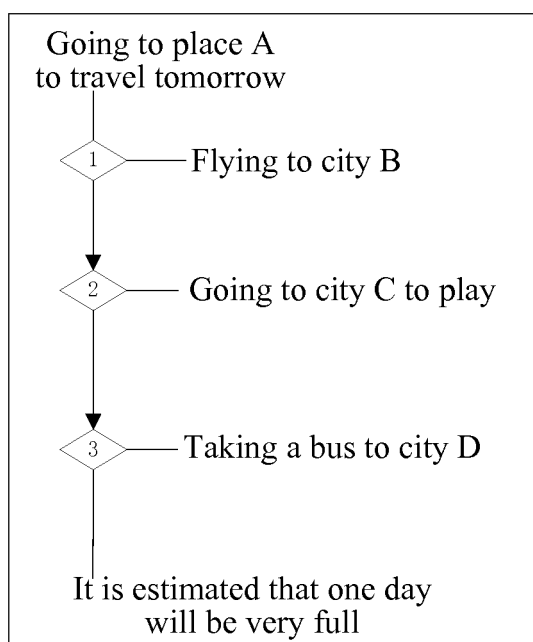 Going to place A
to travel tomorrow
1
Flying to city B
2
Going to city C to play
3
Taking a bus to city D
It is estimated that one day
will be very full